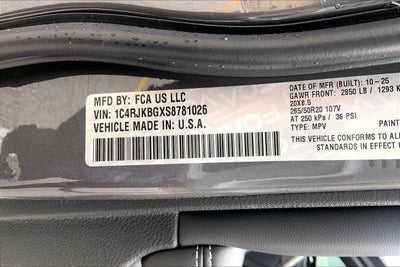 MFD BY: FCA US LLC
VIN: 1C4RJKBGXS8781026
VEHICLE MADE IN U.S.A.
DATE OF MFR (BUILT): 10-25
GAWR FRONT: 2850 LB / 1293 K
20X8.5
265/50R20 107V
AT 250 kPa / 36 PSI
TYPE: MPV
PAINT
THIS VEHICLE CONFORMS TO ALL
STANDARDS IN EFFECT O